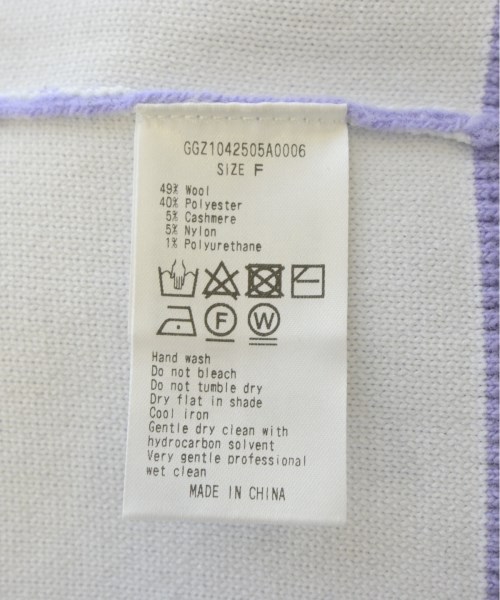 GGZ1042505A0006
SIZE F
49% Wool
40% Polyester
5% Cashmere
5% Nylon
1% Polyurethane
F W
Hand wash
Do not bleach
Do not tumble dry
Dry flat in shade
Cool iron
Gentle dry clean with
hydrocarbon solvent
Very gentle professional
wet clean
MADE IN CHINA